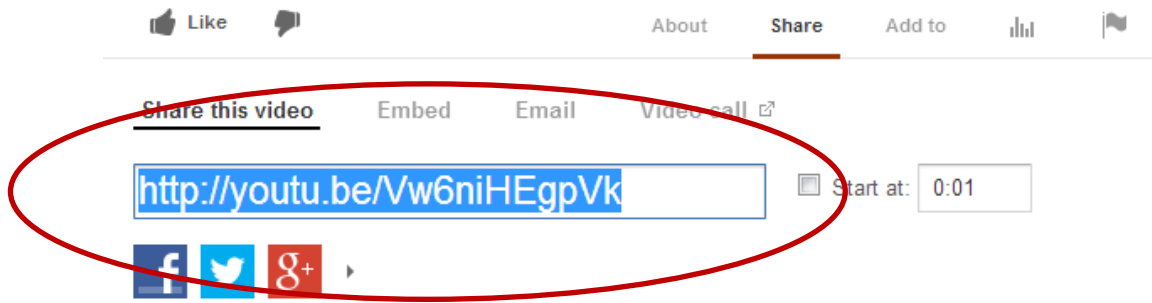 Like About Share Add to
Share this video Embed Email Video call
http://youtu.be/Vw6niHEgpVk Start at: 0:01
f g+